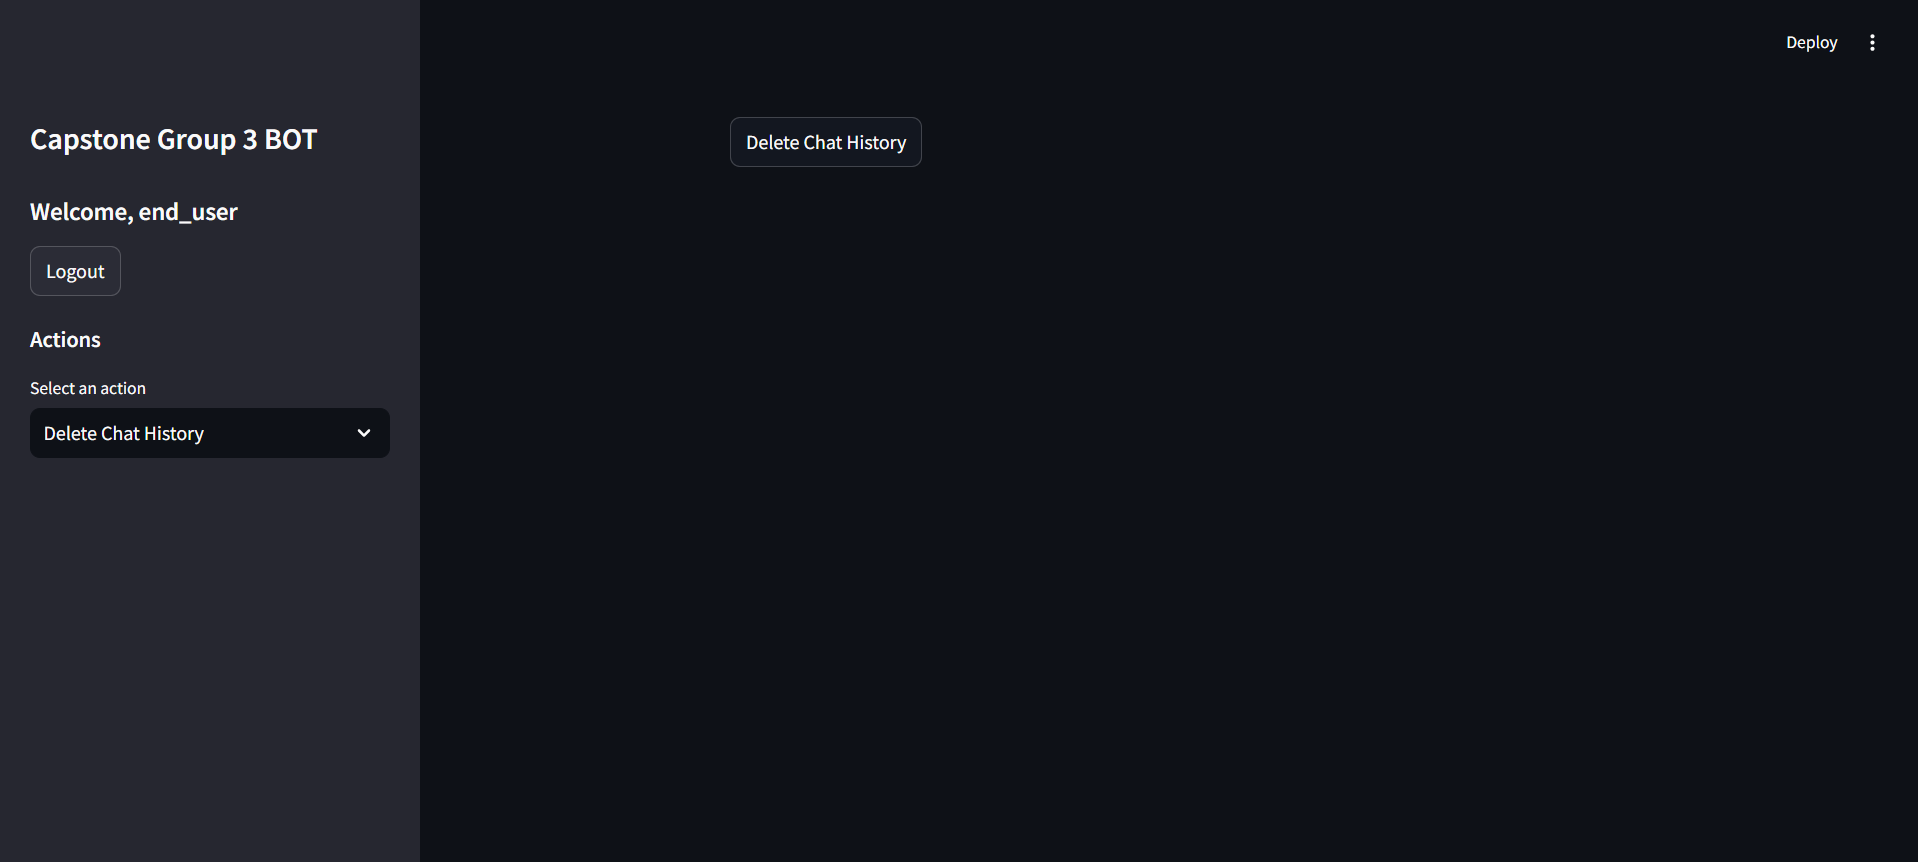 Deploy
Capstone Group 3 BOT
Welcome, end_user
Logout
Actions
Select an action
Delete Chat History
Delete Chat History